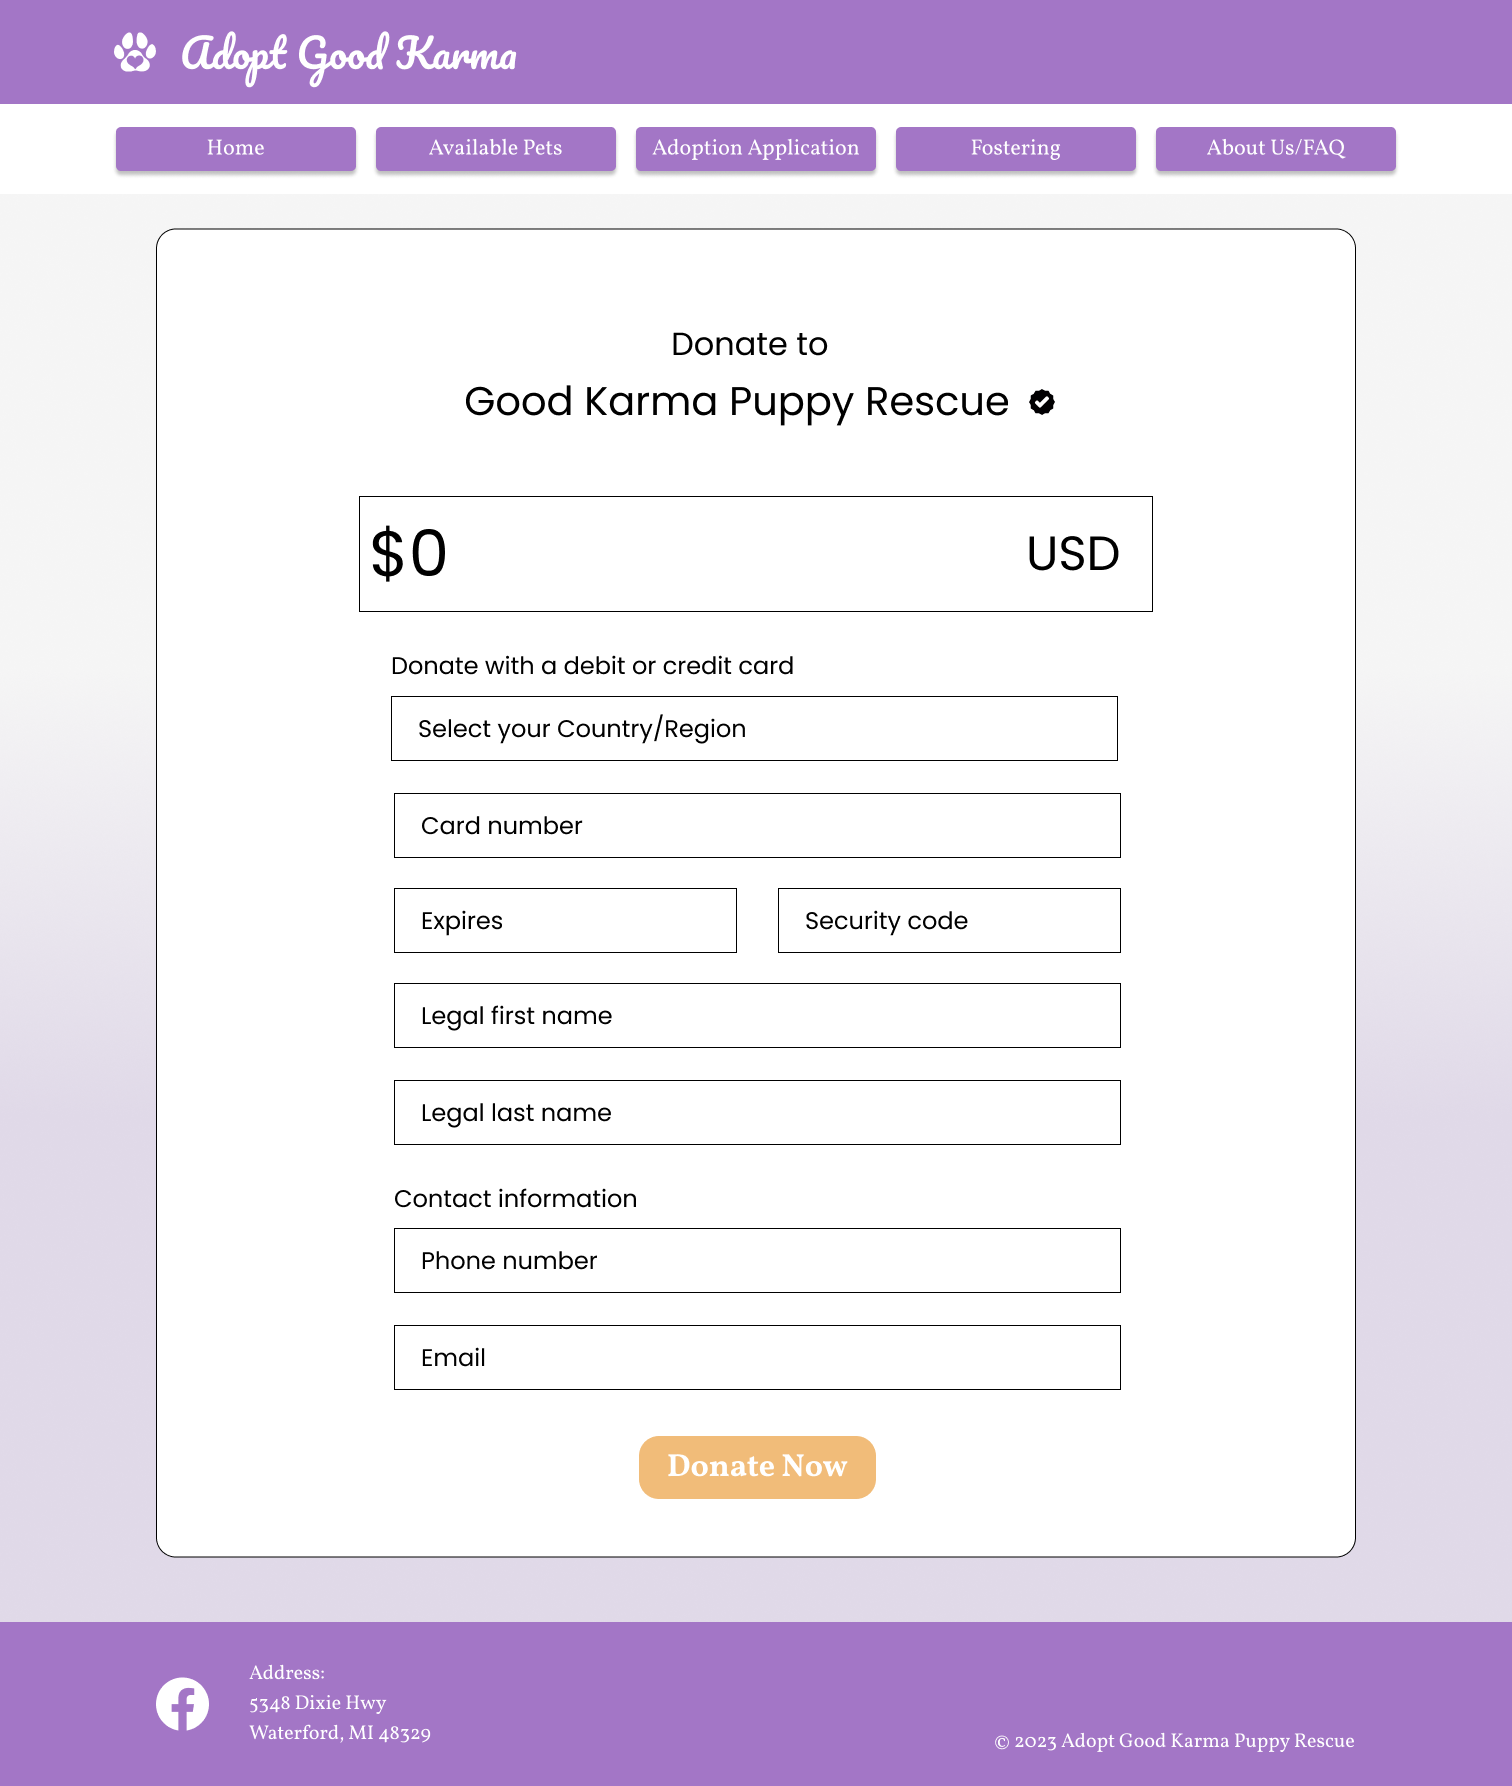 Adopt Good Karma
Home
Available Pets
Adoption Application
Fostering
About Us/FAQ
Donate to
Good Karma Puppy Rescue
$0
USD
Donate with a debit or credit card
Select your Country/Region
Card number
Expires
Security code
Legal first name
Legal last name
Contact information
Phone number
Email
Donate Now
Address:
5348 Dixie Hwy
Waterford, MI 48329
© 2023 Adopt Good Karma Puppy Rescue